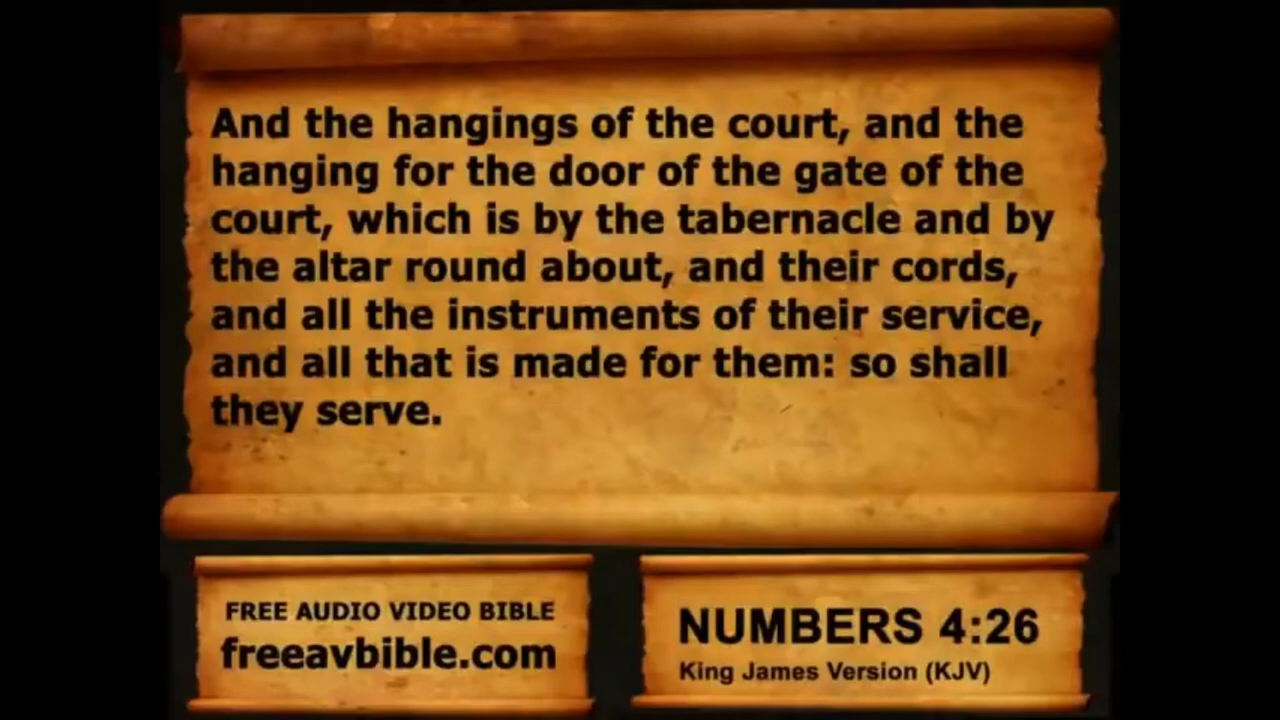 And the hangings of the court, and the
hanging for the door of the gate of the
court, which is by the tabernacle and by
the altar round about, and their cords,
and all the instruments of their service,
and all that is made for them: so shall
they serve.
FREE AUDIO VIDEO BIBLE
freeavbible.com
NUMBERS 4:26
King James Version (KJV)